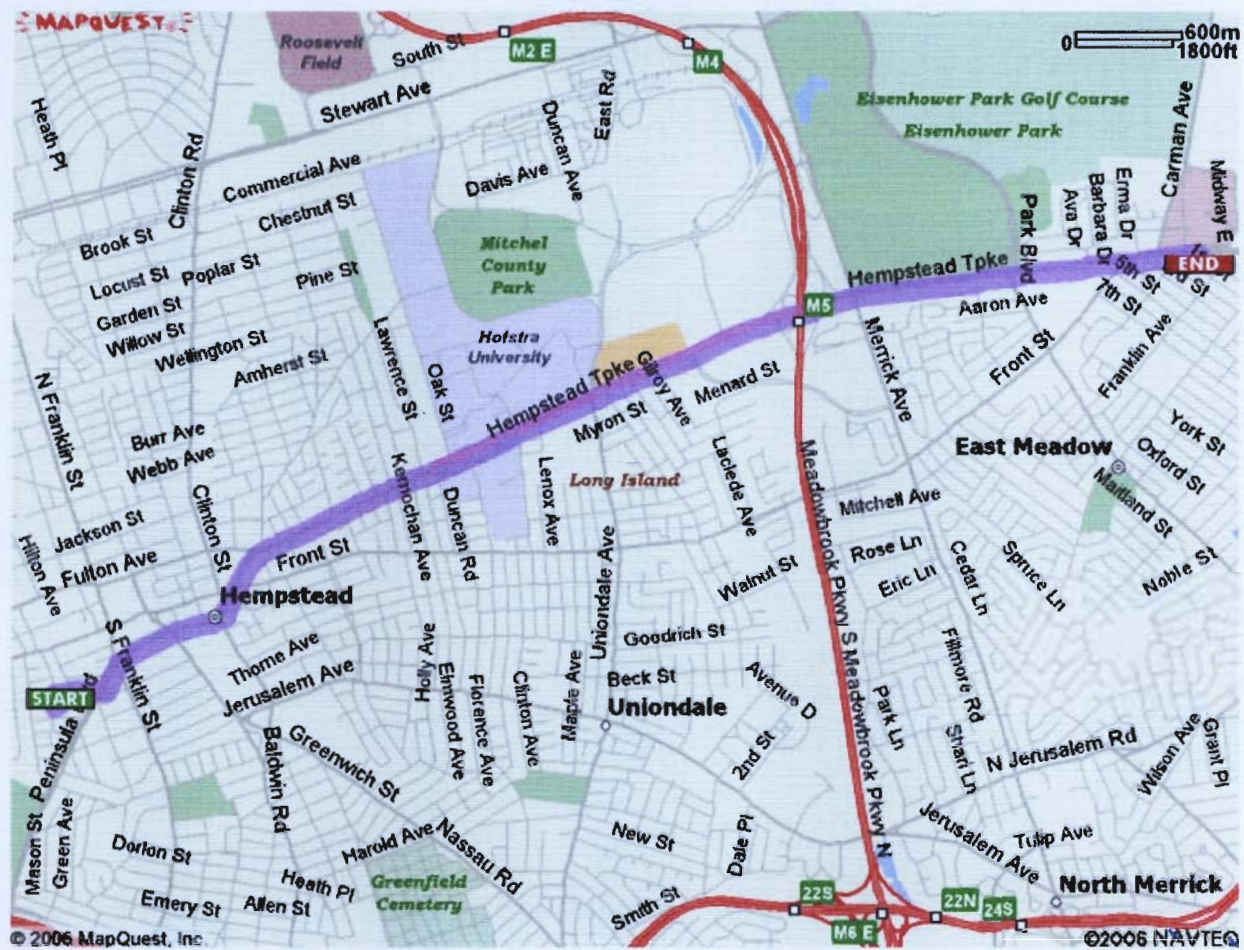 MAPQUEST
Roosevelt
Field
South St
M2 E
M4
0 600m
1800ft
Stewart Ave
Heath Pl
Clinton Rd
Commercial Ave
Duncan Ave
East Rd
Davis Ave
Eisenhower Park Golf Course
Eisenhower Park
Carman Ave
Midway E
Erma Dr
Barbara Dr
Ava Dr
Park Blvd
Chestnut St
Brook St
Locust St
Poplar St
Pine St
Garden St
Willow St
Wellington St
Amherst St
Mitchel
County
Park
Hofstra
University
Lawrence St
Oak St
Hempstead Tpke
M5
Hempstead Tpke
END
5th St
7th St
Aaron Ave
Front St
Franklin Ave
Merrick Ave
Gilroy Ave
Menard St
Myron St
N Franklin St
Burr Ave
Webb Ave
Jackson St
Fulton Ave
Hilton Ave
Clinton St
Front St
Kernochan Ave
Duncan Rd
Lenox Ave
Long Island
Laclede Ave
Uniondale Ave
Walnut St
East Meadow
York St
Oxford St
Maitland St
Noble St
Mitchell Ave
Rose Ln
Eric Ln
Cedar Ln
Spruce Ln
Meadowbrook Pkwy S
Meadowbrook Pkwy N
Hempstead
S Franklin St
START
Peninsula
Thorne Ave
Jerusalem Ave
Holly Ave
Elmwood Ave
Florence Ave
Clinton Ave
Maple Ave
Goodrich St
Beck St
Uniondale
Avenue D
2nd St
Park Ln
Fillmore Rd
Shari Ln
N Jerusalem Rd
Wilson Ave
Grant Pl
Baldwin Rd
Greenwich St
Nassau Rd
Mason St
Green Ave
Dorlon St
Emery St
Allen St
Heath Pl
Harold Ave
Greenfield
Cemetery
New St
Dale Pl
Smith St
Jerusalem Ave
Tulip Ave
North Merrick
22S
22N
24S
M6 E
© 2006 MapQuest, Inc.
©2006 NAVTEQ